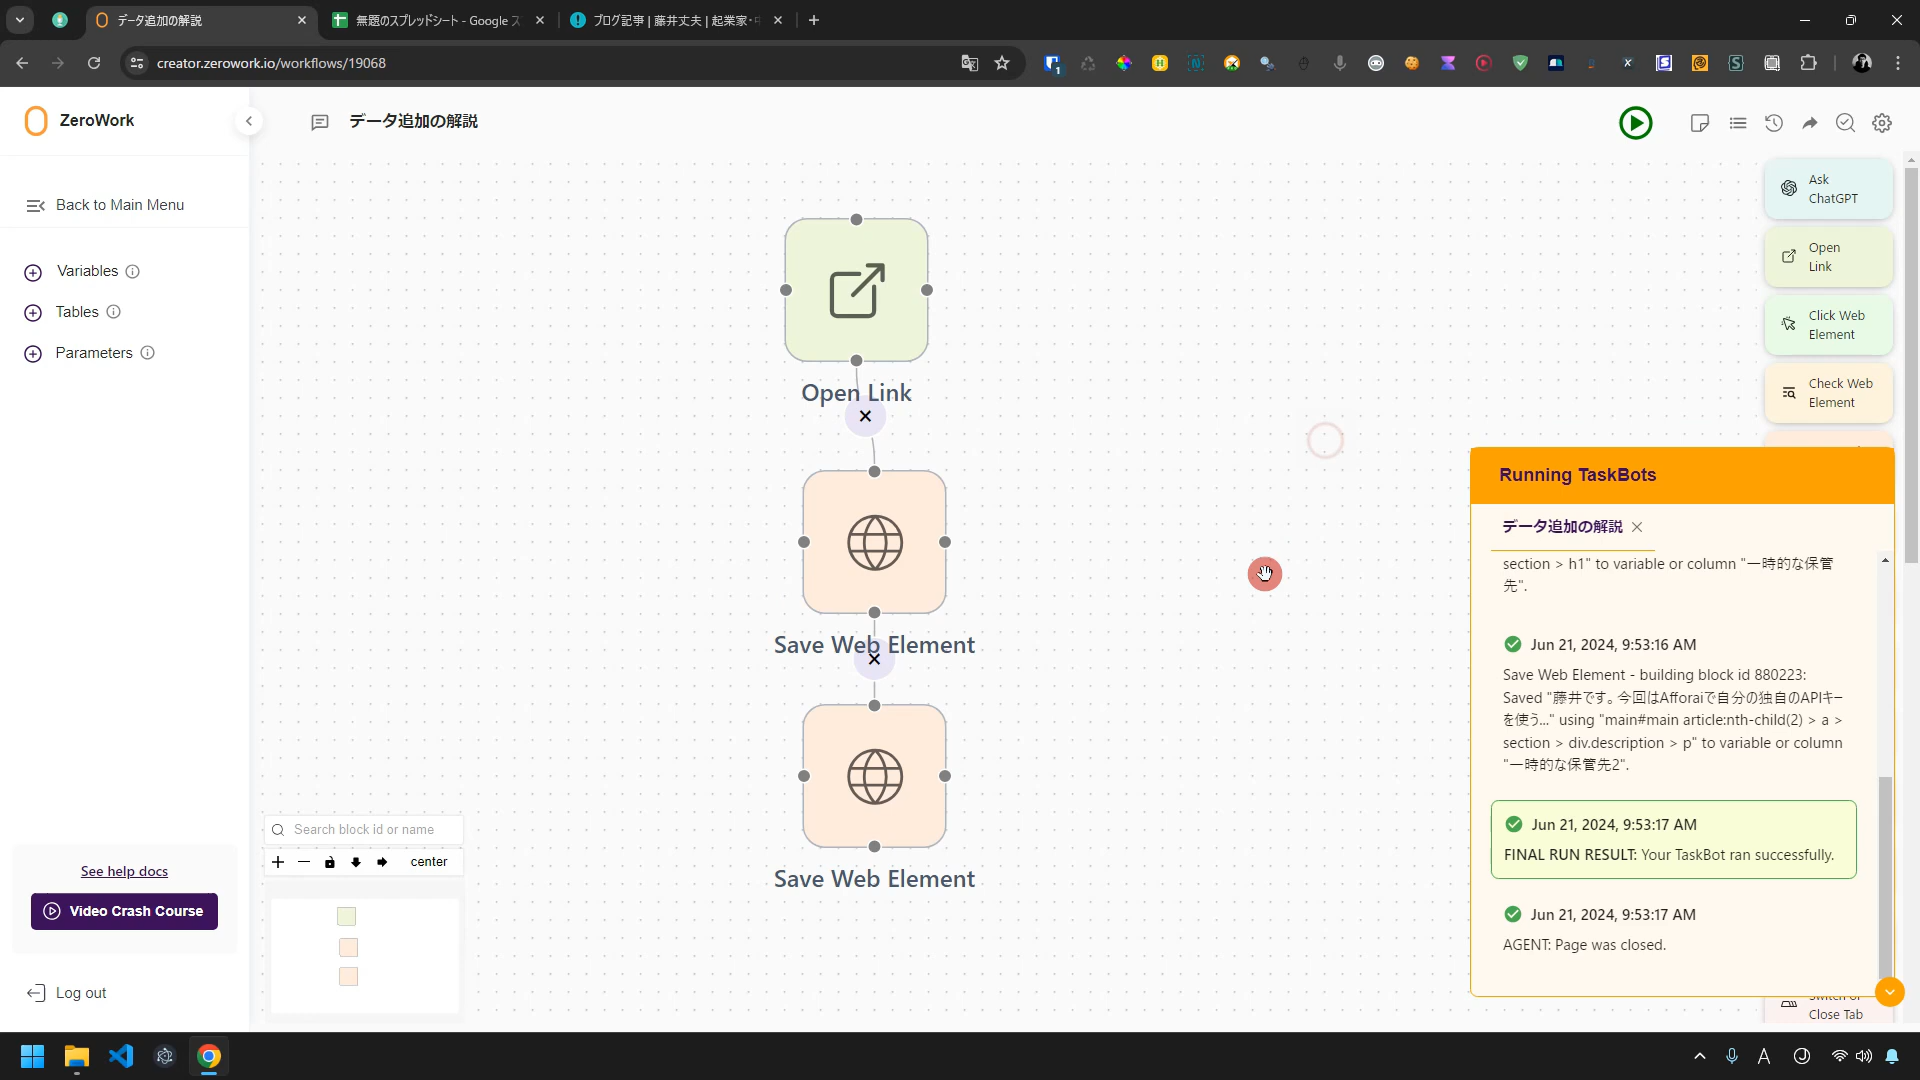 データ追加の解説
無題のスプレッドシート - Google ス
ブログ記事 | 藤井丈夫 | 起業家・
creator.zerowork.io/workflows/19068
ZeroWork
データ追加の解説
Back to Main Menu
Variables
Tables
Parameters
Open Link
Save Web Element
Save Web Element
Ask
ChatGPT
Open
Link
Click Web
Element
Check Web
Element
Running TaskBots
データ追加の解説
section > h1" to variable or column "一時的な保管
先".
Jun 21, 2024, 9:53:16 AM
Save Web Element - building block id 880223:
Saved "藤井です。今回はAfforaiで自分の独自のAPIキー
を使う..." using "main#main article:nth-child(2) > a >
section > div.description > p" to variable or column
"一時的な保管先2".
Jun 21, 2024, 9:53:17 AM
FINAL RUN RESULT: Your TaskBot ran successfully.
Jun 21, 2024, 9:53:17 AM
AGENT: Page was closed.
Close Tab
Search block id or name
center
See help docs
Video Crash Course
Log out